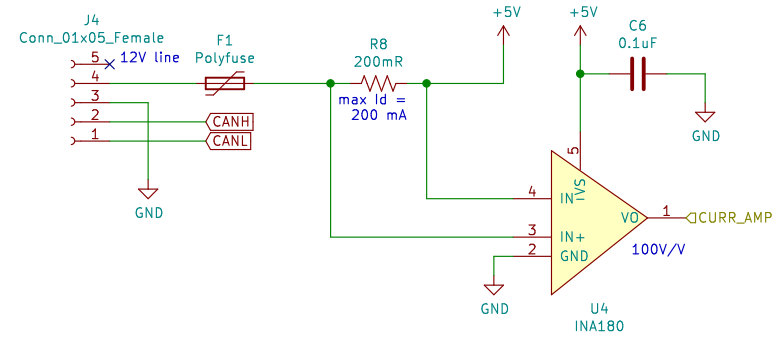 J4
Conn_01x05_Female
12V line
5
4
3
2
1
F1
Polyfuse
CANH
CANL
GND
R8
200mR
max Id =
200 mA
+5V
+5V
C6
0.1uF
GND
5
VS
4
IN-
3
IN+
2
GND
VO
1
CURR_AMP
100V/V
GND
U4
INA180